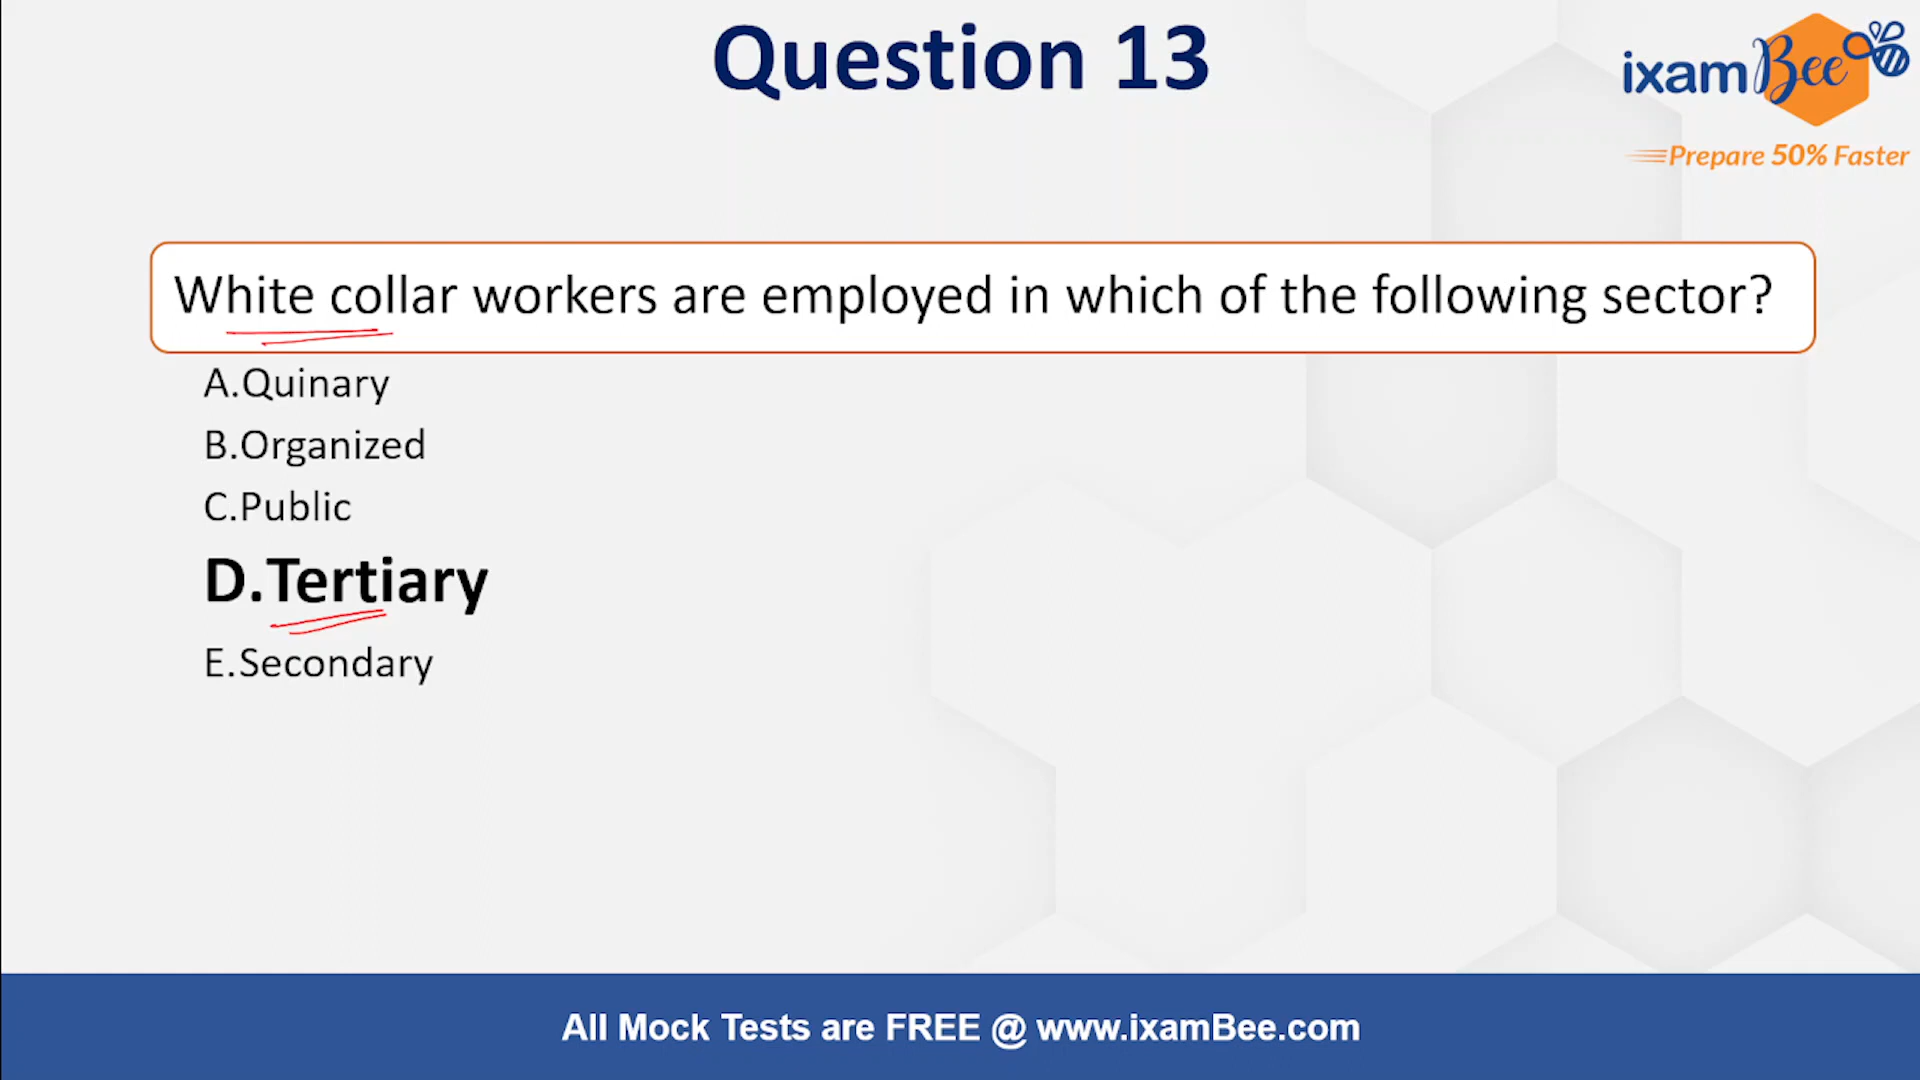 Question 13
ixamBee
Prepare 50% Faster
White collar workers are employed in which of the following sector?
A.Quinary
B.Organized
C.Public
D.Tertiary
E.Secondary
All Mock Tests are FREE @ www.ixamBee.com